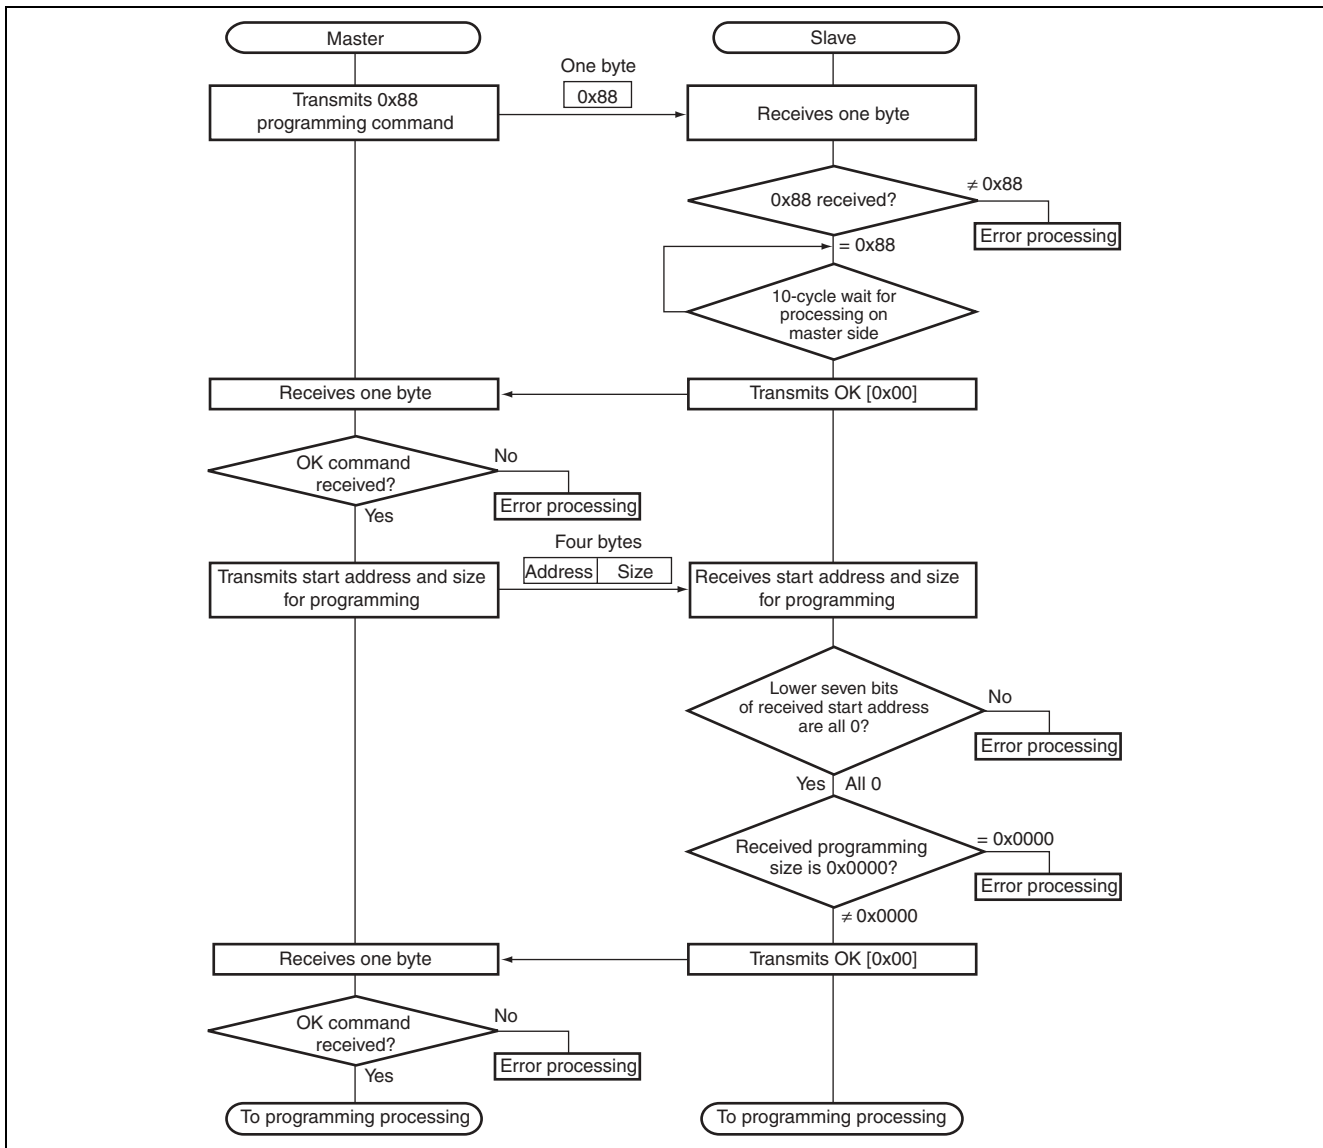 Master
Slave
One byte
0x88
Transmits 0x88
programming command
Receives one byte
0x88 received?
≠ 0x88
Error processing
= 0x88
10-cycle wait for
processing on
master side
Receives one byte
Transmits OK [0x00]
OK command
received?
No
Error processing
Yes
Four bytes
Address
Size
Transmits start address and size
for programming
Receives start address and size
for programming
Lower seven bits
of received start address
are all 0?
No
Error processing
Yes
All 0
Received programming
size is 0x0000?
= 0x0000
Error processing
≠ 0x0000
Receives one byte
Transmits OK [0x00]
OK command
received?
No
Error processing
Yes
To programming processing
To programming processing